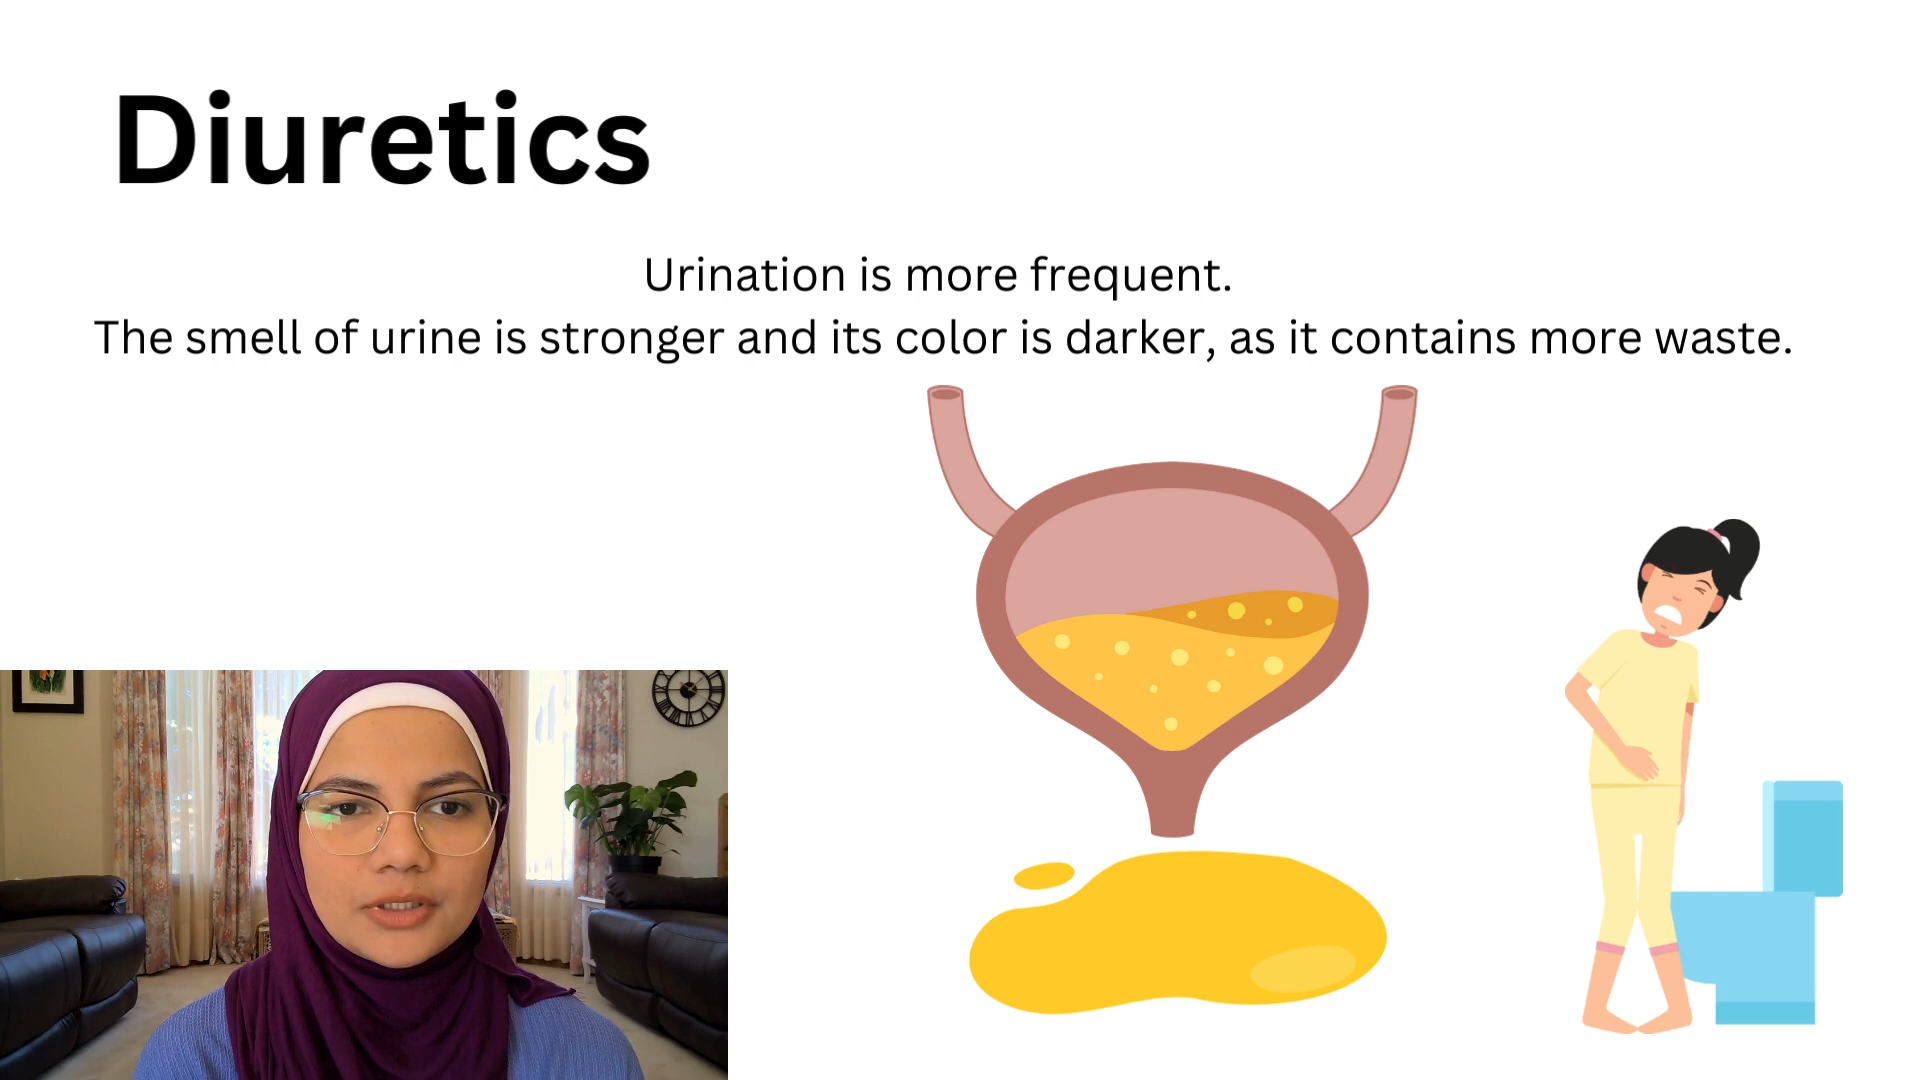 Diuretics
Urination is more frequent.
The smell of urine is stronger and its color is darker, as it contains more waste.